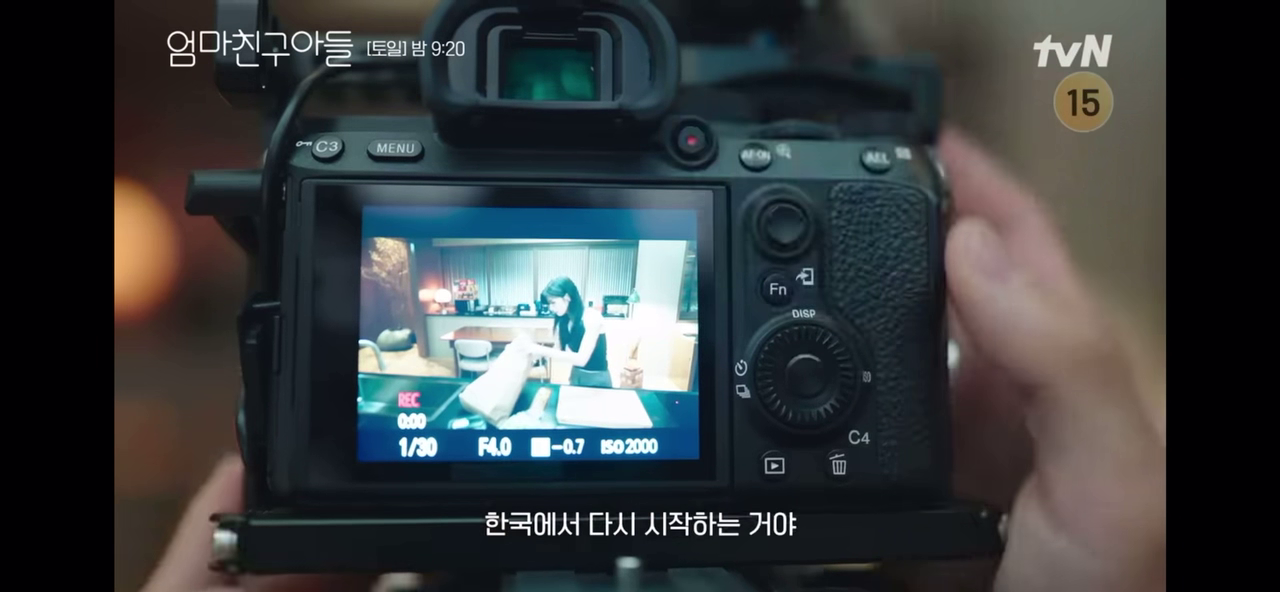 엄마친구아들 [토일] 밤 9:20
tvN
15
C3 MENU
AF-ON
AEL
Fn
DISP
REC
0:00
1/30 F4.0 -0.7 ISO 2000
C4
한국에서 다시 시작하는 거야